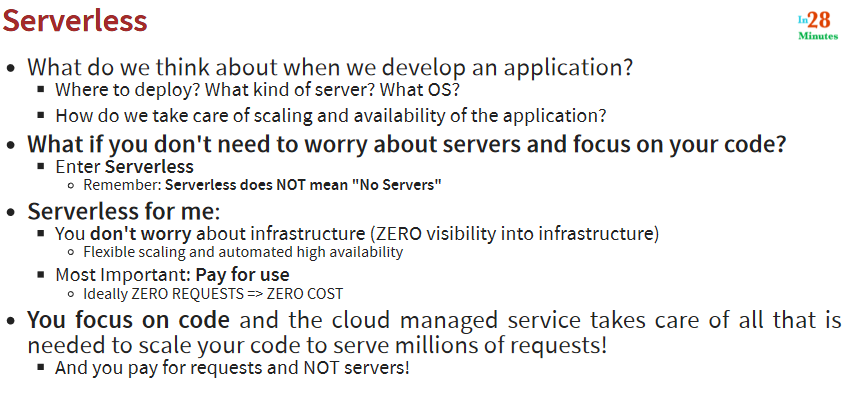 Serverless
In28
Minutes
• What do we think about when we develop an application?
▪ Where to deploy? What kind of server? What OS?
▪ How do we take care of scaling and availability of the application?
• What if you don't need to worry about servers and focus on your code?
▪ Enter Serverless
◦ Remember: Serverless does NOT mean "No Servers"
• Serverless for me:
▪ You don't worry about infrastructure (ZERO visibility into infrastructure)
◦ Flexible scaling and automated high availability
▪ Most Important: Pay for use
◦ Ideally ZERO REQUESTS => ZERO COST
• You focus on code and the cloud managed service takes care of all that is
needed to scale your code to serve millions of requests!
▪ And you pay for requests and NOT servers!